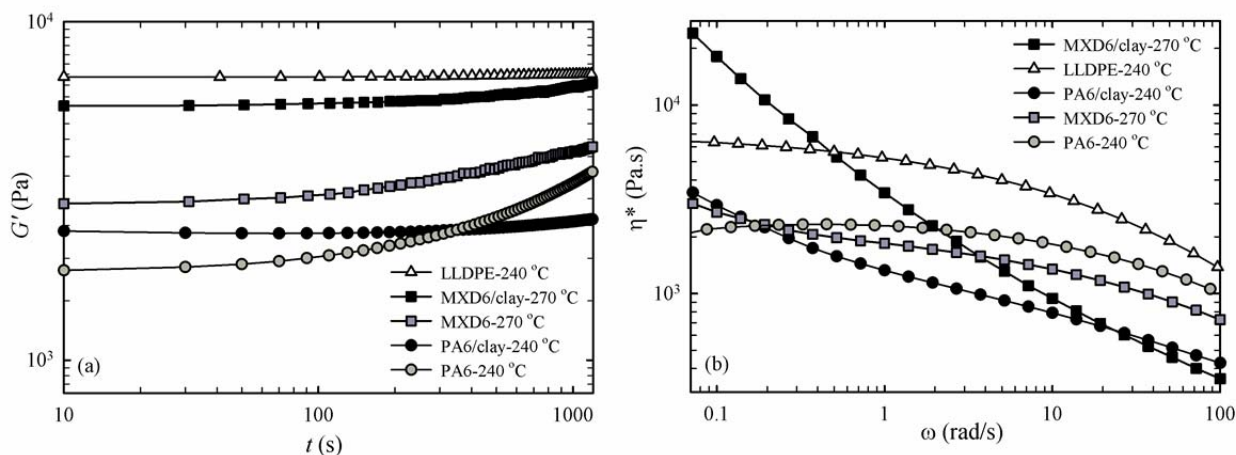 10⁴
G′ (Pa)
10³
(a)
LLDPE-240 °C
MXD6/clay-270 °C
MXD6-270 °C
PA6/clay-240 °C
PA6-240 °C
10 100 1000
t (s)
MXD6/clay-270 °C
LLDPE-240 °C
PA6/clay-240 °C
MXD6-270 °C
PA6-240 °C
10⁴
η* (Pa.s)
10³
(b)
0.1 1 10 100
ω (rad/s)